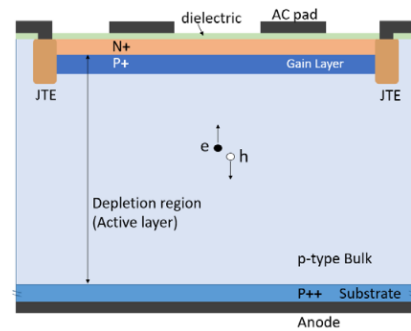 dielectric
AC pad
N+
P+
Gain Layer
JTE
JTE
e
h
Depletion region
(Active layer)
p-type Bulk
P++ Substrate
Anode